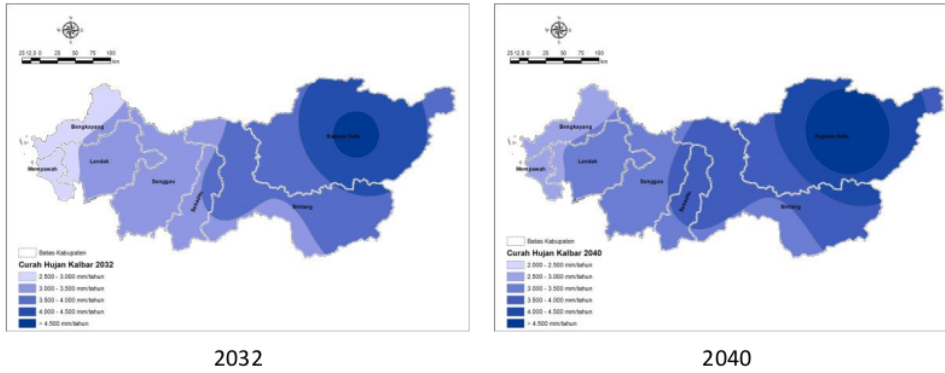 25 12,5 0 25 50 75 100
km
Bengkayang
Kapuas Hulu
Mempawah
Landak
Sanggau
Sekadau
Sintang
Batas Kabupaten
Curah Hujan Kalbar 2032
2.500 - 3.000 mm/tahun
3.000 - 3.500 mm/tahun
3.500 - 4.000 mm/tahun
4.000 - 4.500 mm/tahun
> 4.500 mm/tahun
2032
25 12,5 0 25 50 75 100
km
Bengkayang
Kapuas Hulu
Mempawah
Landak
Sanggau
Sekadau
Sintang
Batas Kabupaten
Curah Hujan Kalbar 2040
2.000 - 2.500 mm/tahun
2.500 - 3.000 mm/tahun
3.000 - 3.500 mm/tahun
3.500 - 4.000 mm/tahun
4.000 - 4.500 mm/tahun
> 4.500 mm/tahun
2040